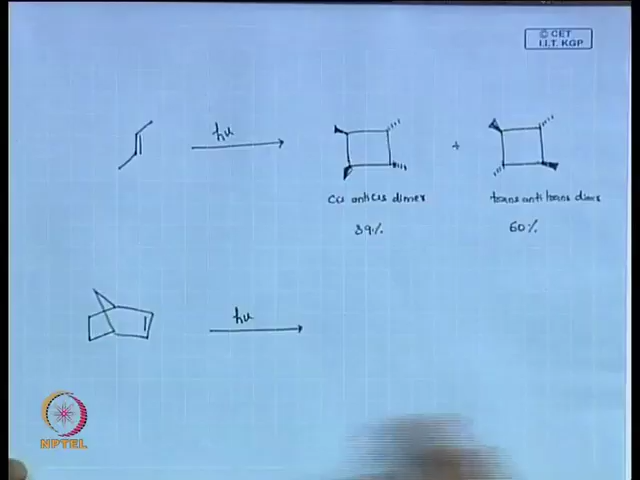 © CET
I.I.T. KGP
hν
+
cis anti cis dimer
trans anti trans dimer
39%
60%
hν
NPTEL